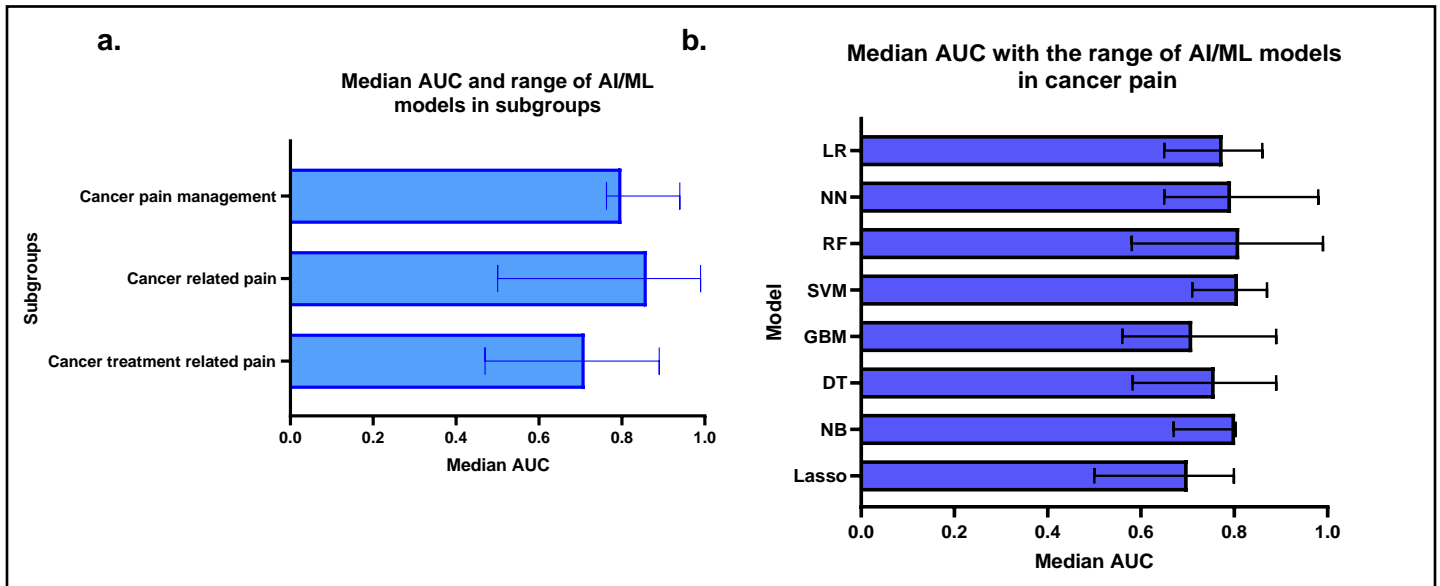 a.
Median AUC and range of AI/ML
models in subgroups
Subgroups
Cancer pain management
Cancer related pain
Cancer treatment related pain
0.0 0.2 0.4 0.6 0.8 1.0
Median AUC
b.
Median AUC with the range of AI/ML models
in cancer pain
Model
LR
NN
RF
SVM
GBM
DT
NB
Lasso
0.0 0.2 0.4 0.6 0.8 1.0
Median AUC